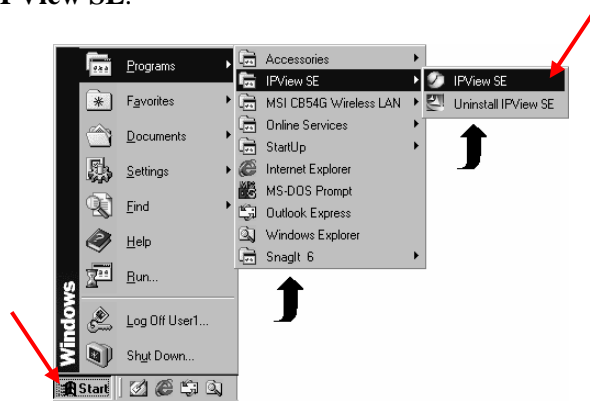 IPView SE.
Programs
Favorites
Documents
Settings
Find
Help
Run...
Log Off User1...
Shut Down...
Windows
Start
Accessories
IPView SE
MSI CB54G Wireless LAN
Online Services
StartUp
Internet Explorer
MS-DOS Prompt
Outlook Express
Windows Explorer
SnagIt 6
IPView SE
Uninstall IPView SE